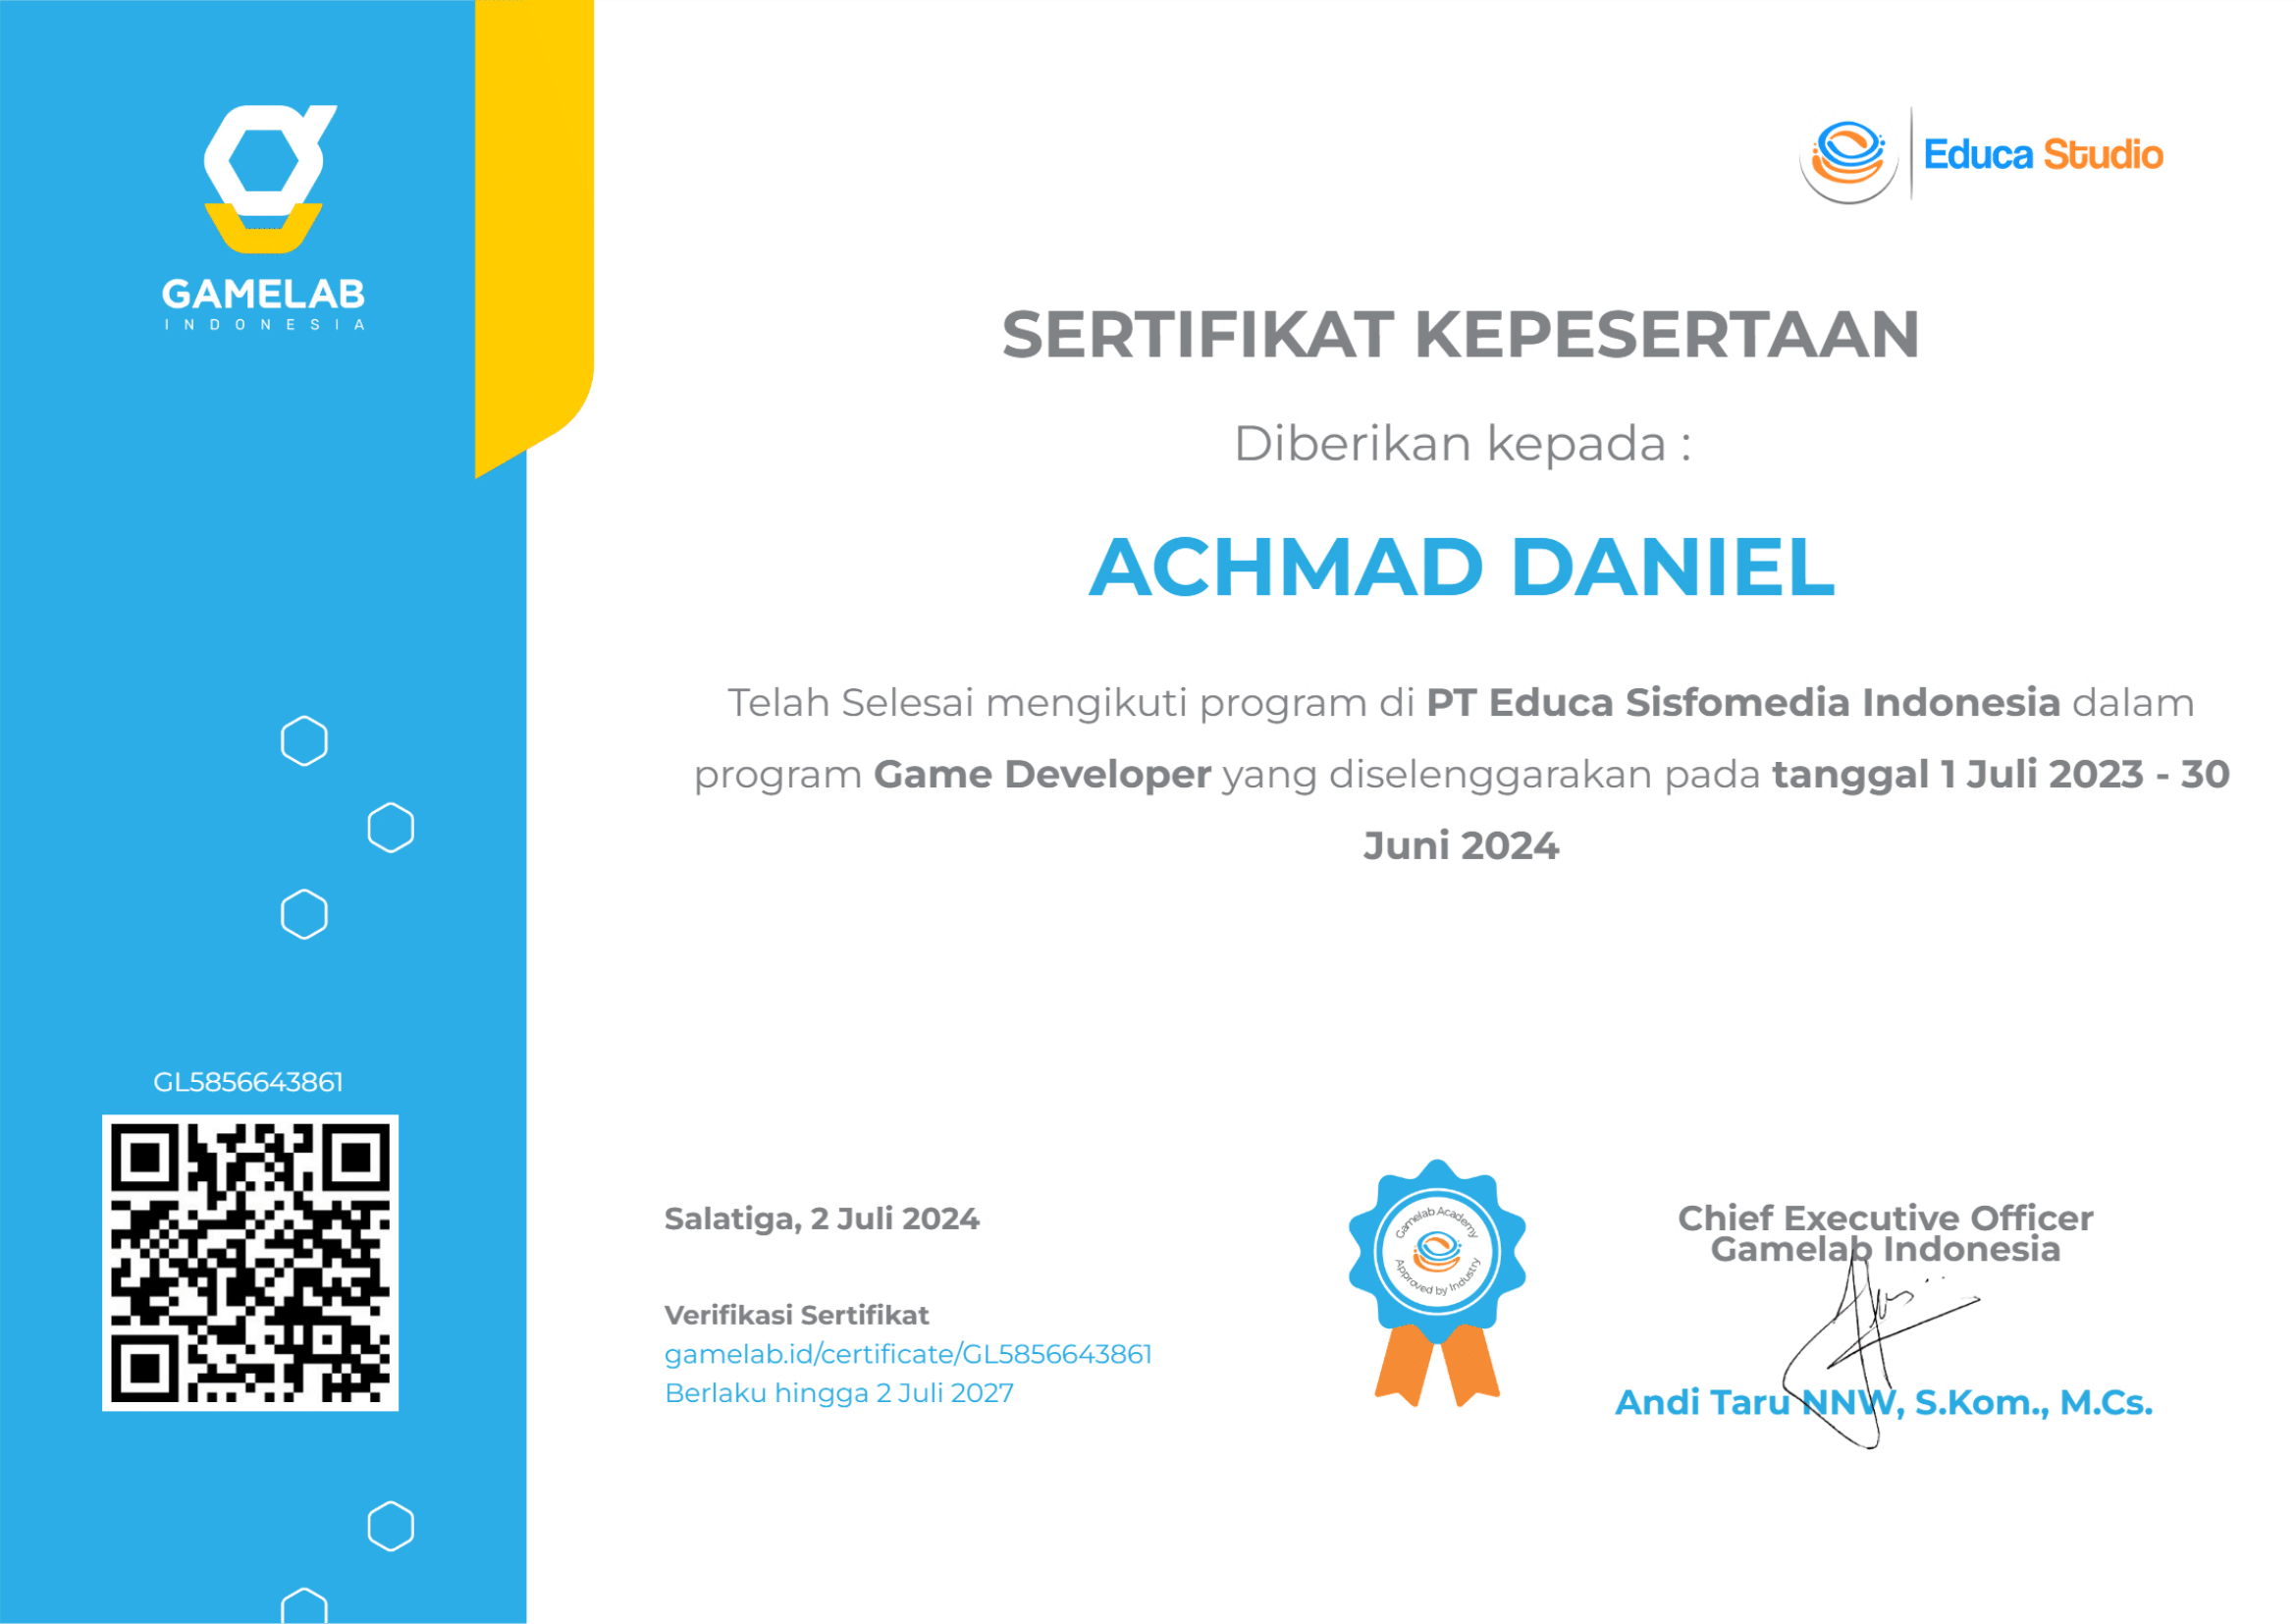 GAMELAB
INDONESIA
Educa Studio
SERTIFIKAT KEPESERTAAN
Diberikan kepada :
ACHMAD DANIEL
Telah Selesai mengikuti program di PT Educa Sisfomedia Indonesia dalam
program Game Developer yang diselenggarakan pada tanggal 1 Juli 2023 - 30
Juni 2024
GL5856643861
Salatiga, 2 Juli 2024
Verifikasi Sertifikat
gamelab.id/certificate/GL5856643861
Berlaku hingga 2 Juli 2027
Gamelab Academy
Approved by Industry
Chief Executive Officer
Gamelab Indonesia
Andi Taru NNW, S.Kom., M.Cs.